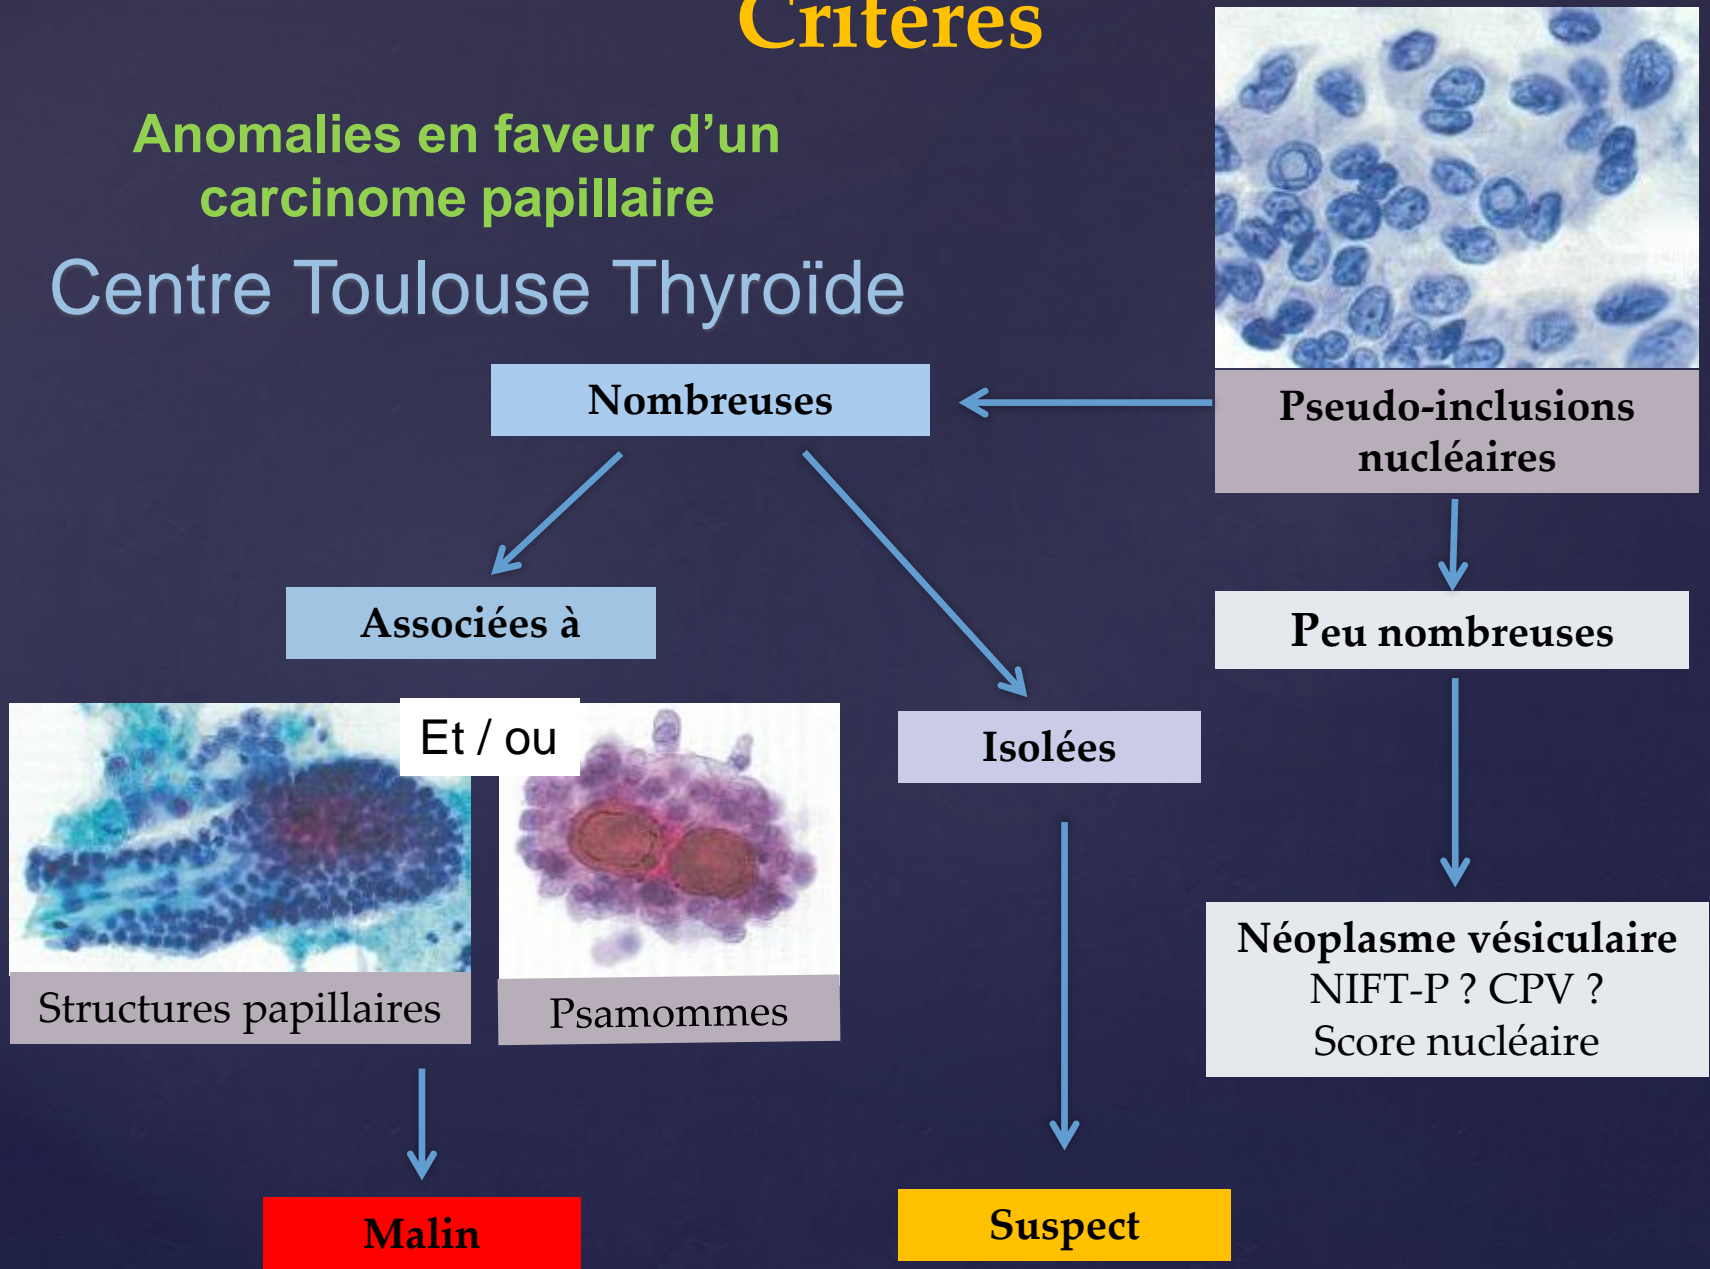 Critères
Anomalies en faveur d’un
carcinome papillaire
Centre Toulouse Thyroïde
Nombreuses
Pseudo-inclusions
nucléaires
Associées à
Peu nombreuses
Et / ou
Isolées
Structures papillaires
Psamommes
Néoplasme vésiculaire
NIFT-P ? CPV ?
Score nucléaire
Malin
Suspect